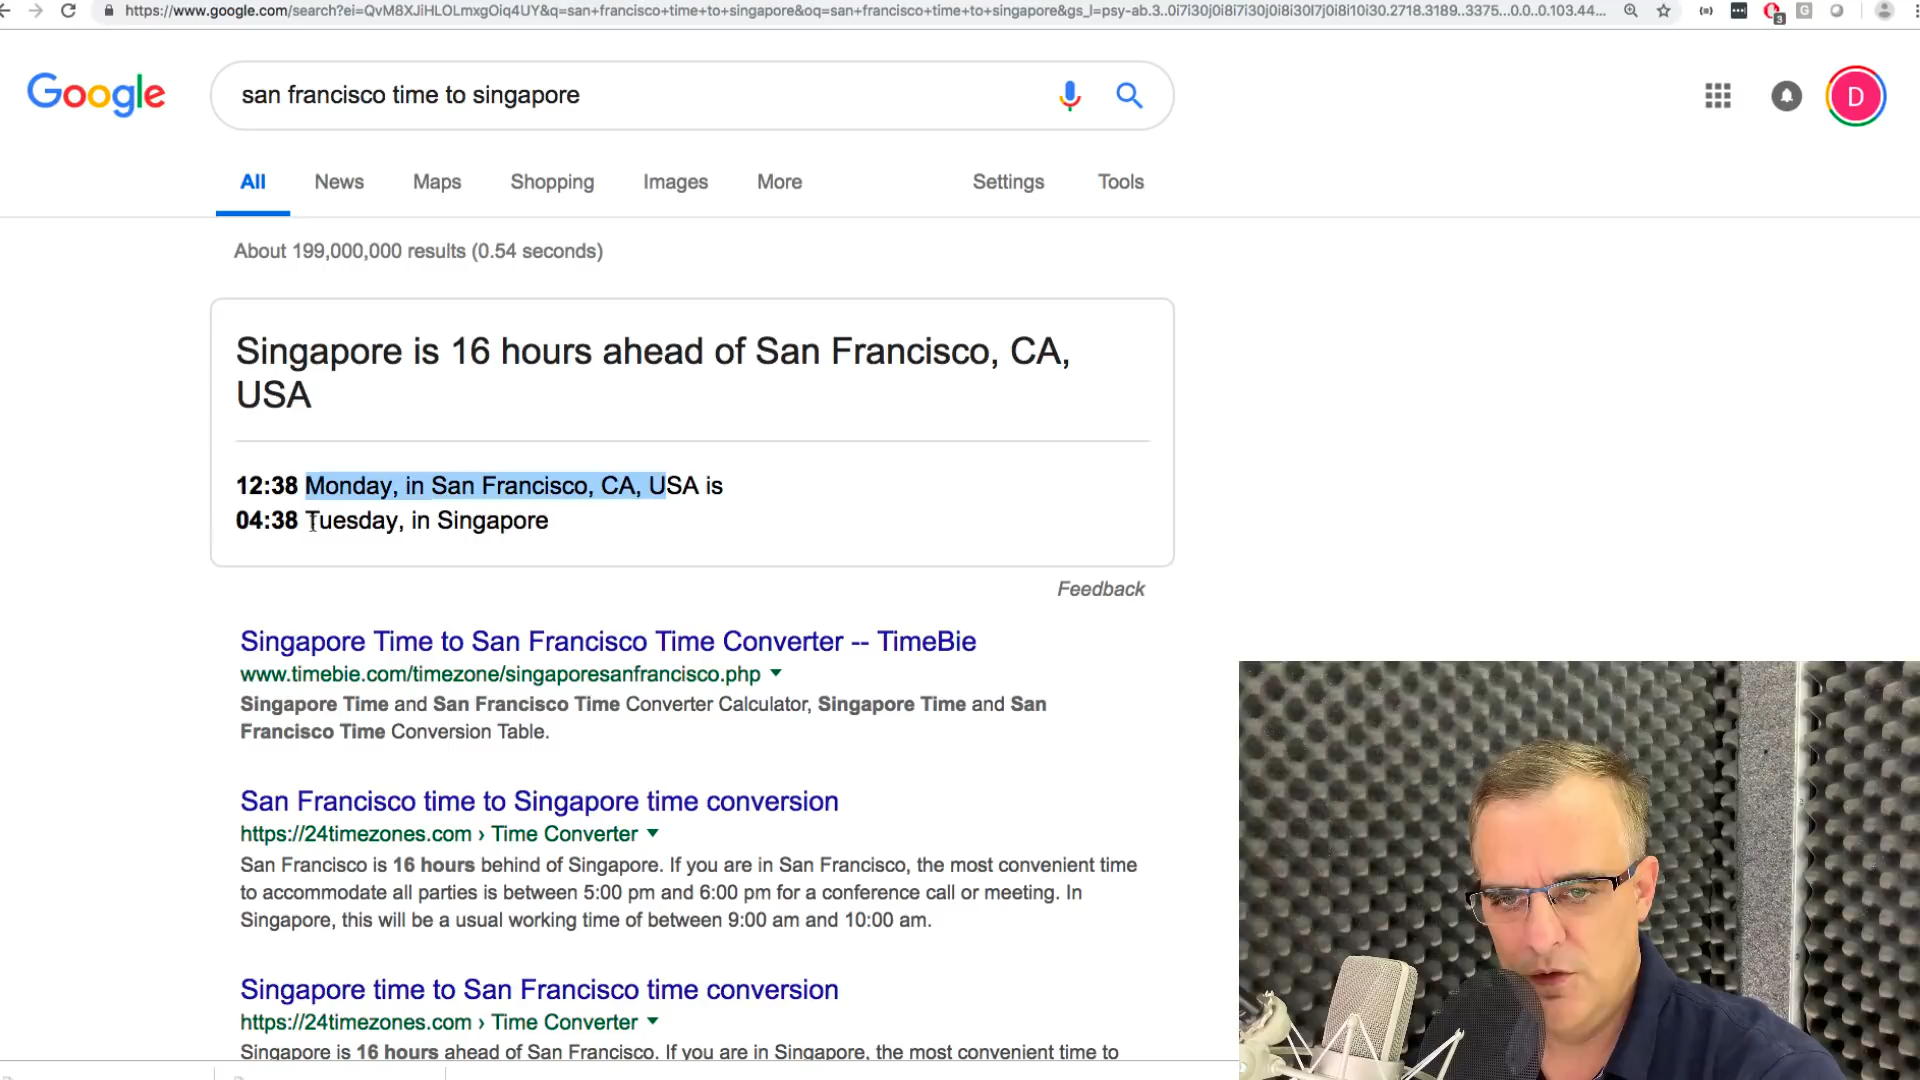 https://www.google.com/search?ei=QvM8XJiHLOLmxgOiq4UY&q=san+francisco+time+to+singapore&oq=san+francisco+time+to+singapore&gs_l=psy-ab.3..0i7i30j0i8i7i30j0i8i30l7j0i8i10i30.2718.3189..3375...0.0..0.103.44...
3
G
Google
san francisco time to singapore
D
All News Maps Shopping Images More Settings Tools
About 199,000,000 results (0.54 seconds)
Singapore is 16 hours ahead of San Francisco, CA,
USA
12:38 Monday, in San Francisco, CA, USA is
04:38 Tuesday, in Singapore
Feedback
Singapore Time to San Francisco Time Converter -- TimeBie
www.timebie.com/timezone/singaporesanfrancisco.php
Singapore Time and San Francisco Time Converter Calculator, Singapore Time and San
Francisco Time Conversion Table.
San Francisco time to Singapore time conversion
https://24timezones.com › Time Converter
San Francisco is 16 hours behind of Singapore. If you are in San Francisco, the most convenient time
to accommodate all parties is between 5:00 pm and 6:00 pm for a conference call or meeting. In
Singapore, this will be a usual working time of between 9:00 am and 10:00 am.
Singapore time to San Francisco time conversion
https://24timezones.com › Time Converter
Singapore is 16 hours ahead of San Francisco. If you are in Singapore, the most convenient time to